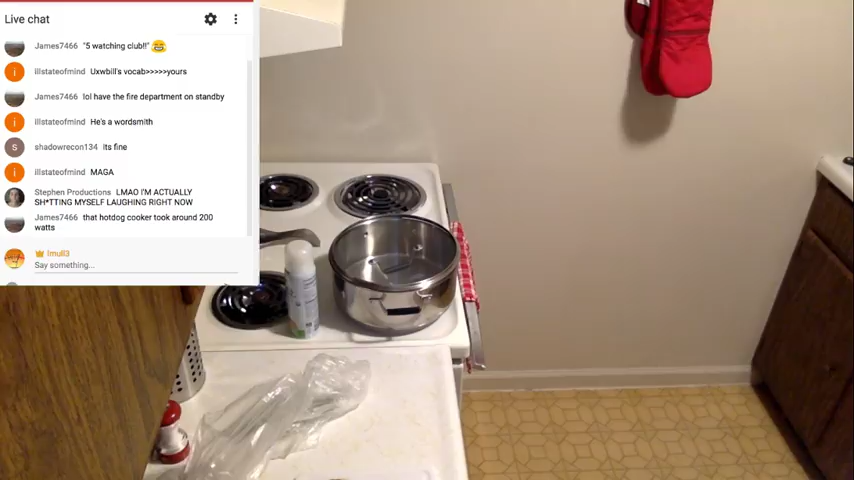 Live chat
James7466 "5 watching club!!"
illstateofmind Uxwbill's vocab>>>>>yours
James7466 lol have the fire department on standby
illstateofmind He's a wordsmith
shadowrecon134 Its fine
illstateofmind MAGA
Stephen Productions LMAO I'M ACTUALLY
SH*TTING MYSELF LAUGHING RIGHT NOW
James7466 that hotdog cooker took around 200
watts
lmull3
Say something...